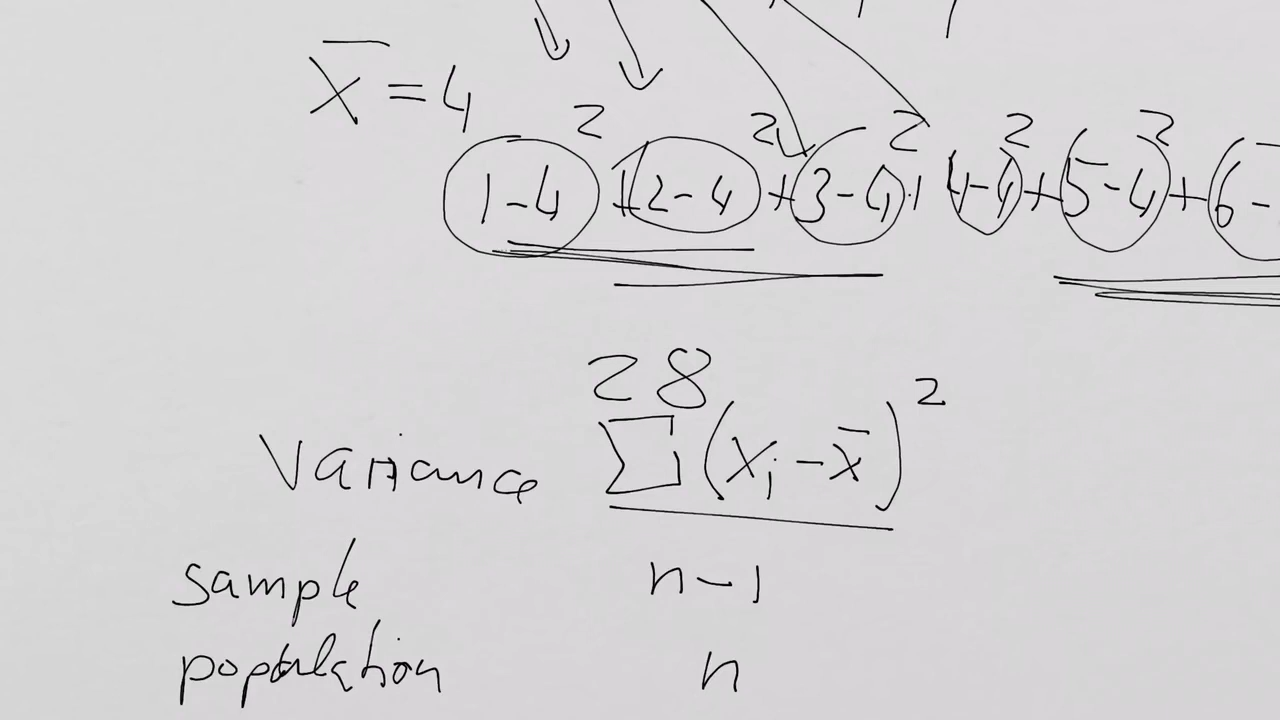 x̄ = 4
(1-4)² + (2-4)² + (3-4)² + (4-4)² + (5-4)² + (6-
28
Variance Σ(xi - x̄)²
sample n-1
population n